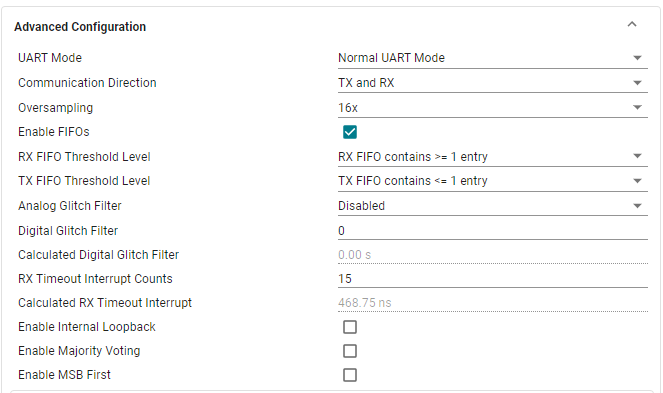 Advanced Configuration
UART Mode Normal UART Mode
Communication Direction TX and RX
Oversampling 16x
Enable FIFOs
RX FIFO Threshold Level RX FIFO contains >= 1 entry
TX FIFO Threshold Level TX FIFO contains <= 1 entry
Analog Glitch Filter Disabled
Digital Glitch Filter 0
Calculated Digital Glitch Filter 0.00 s
RX Timeout Interrupt Counts 15
Calculated RX Timeout Interrupt 468.75 ns
Enable Internal Loopback
Enable Majority Voting
Enable MSB First